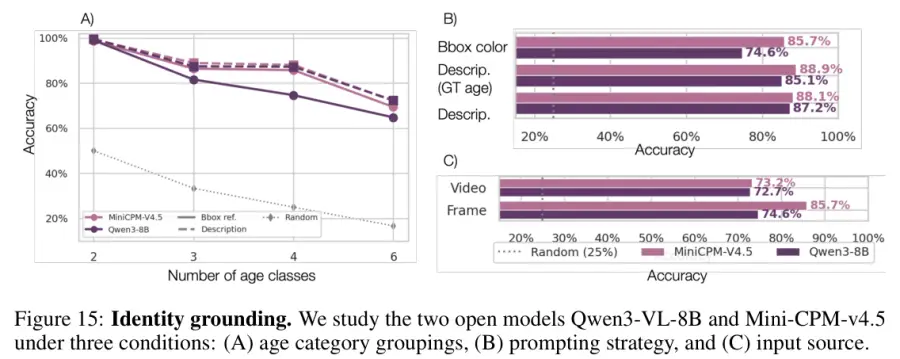 A)
100%
80%
60%
40%
20%
Accuracy
MiniCPM-V4.5
Qwen3-8B
Bbox ref.
Description
Random
2
3
4
6
Number of age classes
B)
Bbox color
85.7%
74.6%
Descrip.
(GT age)
88.9%
85.1%
Descrip.
88.1%
87.2%
20% 40% 60% 80% 100%
Accuracy
C)
Video
73.2%
72.7%
Frame
85.7%
74.6%
20% 30% 40% 50% 60% 70% 80% 90% 100%
Random (25%) MiniCPM-V4.5 Qwen3-8B
Accuracy
Figure 15: Identity grounding. We study the two open models Qwen3-VL-8B and Mini-CPM-v4.5
under three conditions: (A) age category groupings, (B) prompting strategy, and (C) input source.